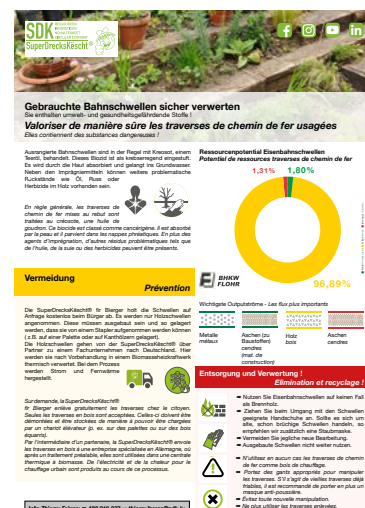 SDK
SuperDrecksKëscht®
Gebrauchte Bahnschwellen sicher verwerten
Sie enthalten umwelt- und gesundheitsgefährdende Stoffe !
Valoriser de manière sûre les traverses de chemin de fer usagées
Elles contiennent des substances dangereuses !
Ausrangierte Bahnschwellen sind in der Regel mit Kreosot, einem
Teeröl, behandelt. Dieses Biozid ist als krebserregend eingestuft.
Es wird durch die Haut absorbiert und gelangt ins Grundwasser.
Neben den Imprägniermitteln können weitere problematische
Rückstände wie Öl, Russ oder
Herbizide im Holz vorhanden sein.
En règle générale, les traverses de
chemin de fer mises au rebut sont
traitées au créosote, une huile de
goudron. Ce biocide est classé comme cancérigène. Il est absorbé
par la peau et il parvient dans les nappes phréatiques. En plus des
agents d'imprégnation, d'autres résidus problématiques tels que
de l'huile, de la suie ou des herbicides peuvent être présents.
Vermeidung
Prévention
Die SuperDrecksKëscht® fir Bierger holt die Schwellen auf
Anfrage kostenlos beim Bürger ab. Es werden nur Holzschwellen
angenommen. Diese müssen ausgebaut sein und so gelagert
werden, dass sie von einem Stapler aufgenommen werden können
(z.B. auf einer Palette oder auf Kanthölzern gelagert).
Die Holzschwellen gehen von der SuperDrecksKëscht® über
Partner zu einem Fachunternehmen nach Deutschland. Hier
werden sie nach Vorbehandlung in einem Biomasseheizkraftwerk
thermisch verwertet. Bei dem Prozess
werden Strom und Fernwärme
hergestellt.
Sur demande, la SuperDrecksKëscht®
fir Bierger enlève gratuitement les traverses chez le citoyen.
Seules les traverses en bois sont acceptées. Celles-ci doivent être
démontées et être stockées de manière à pouvoir être chargées
par un chariot élévateur (p. ex. sur des palettes ou sur des bois
équarris).
Par l'intermédiaire d'un partenaire, la SuperDrecksKëscht® envoie
les traverses en bois à une entreprise spécialisée en Allemagne, où
après un traitement préalable, elles sont utilisées dans une centrale
thermique à biomasse. De l'électricité et de la chaleur pour le
chauffage urbain sont produits au cours de ce processus.
Ressourcenpotential Eisenbahnschwellen
Potentiel de ressources traverses de chemin de fer
1,31%
1,80%
96,89%
BHKW
FLOHR
Wichtigste Outputströme - Les flux plus importants
Metalle
métaux
Aschen (zu
Baustoffen)
cendres
(mat. de
construction)
Holz
bois
Aschen
cendres
Entsorgung und Verwertung !
Elimination et recyclage !
➡ Nutzen Sie Eisenbahnschwellen auf keinen Fall
als Brennholz.
➡ Ziehen Sie beim Umgang mit den Schwellen
geeignete Handschuhe an. Sollte es sich um
alte, schon brüchige Schwellen handeln, so
empfehlen wir zusätzlich eine Staubmaske.
➡ Vermeiden Sie jegliche neue Bearbeitung.
➡ Ausgebaute Schwellen nicht weiter nutzen.
➡ N'utilisez en aucun cas les traverses de chemin
de fer comme bois de chauffage.
➡ Portez des gants appropriés pour manipuler
les traverses. S'il s'agit de vieilles traverses déjà
friables, il est recommandé de porter en plus un
masque anti-poussière.
➡ Évitez toute nouvelle manipulation.
➡ Ne plus utiliser les traverses enlevées.